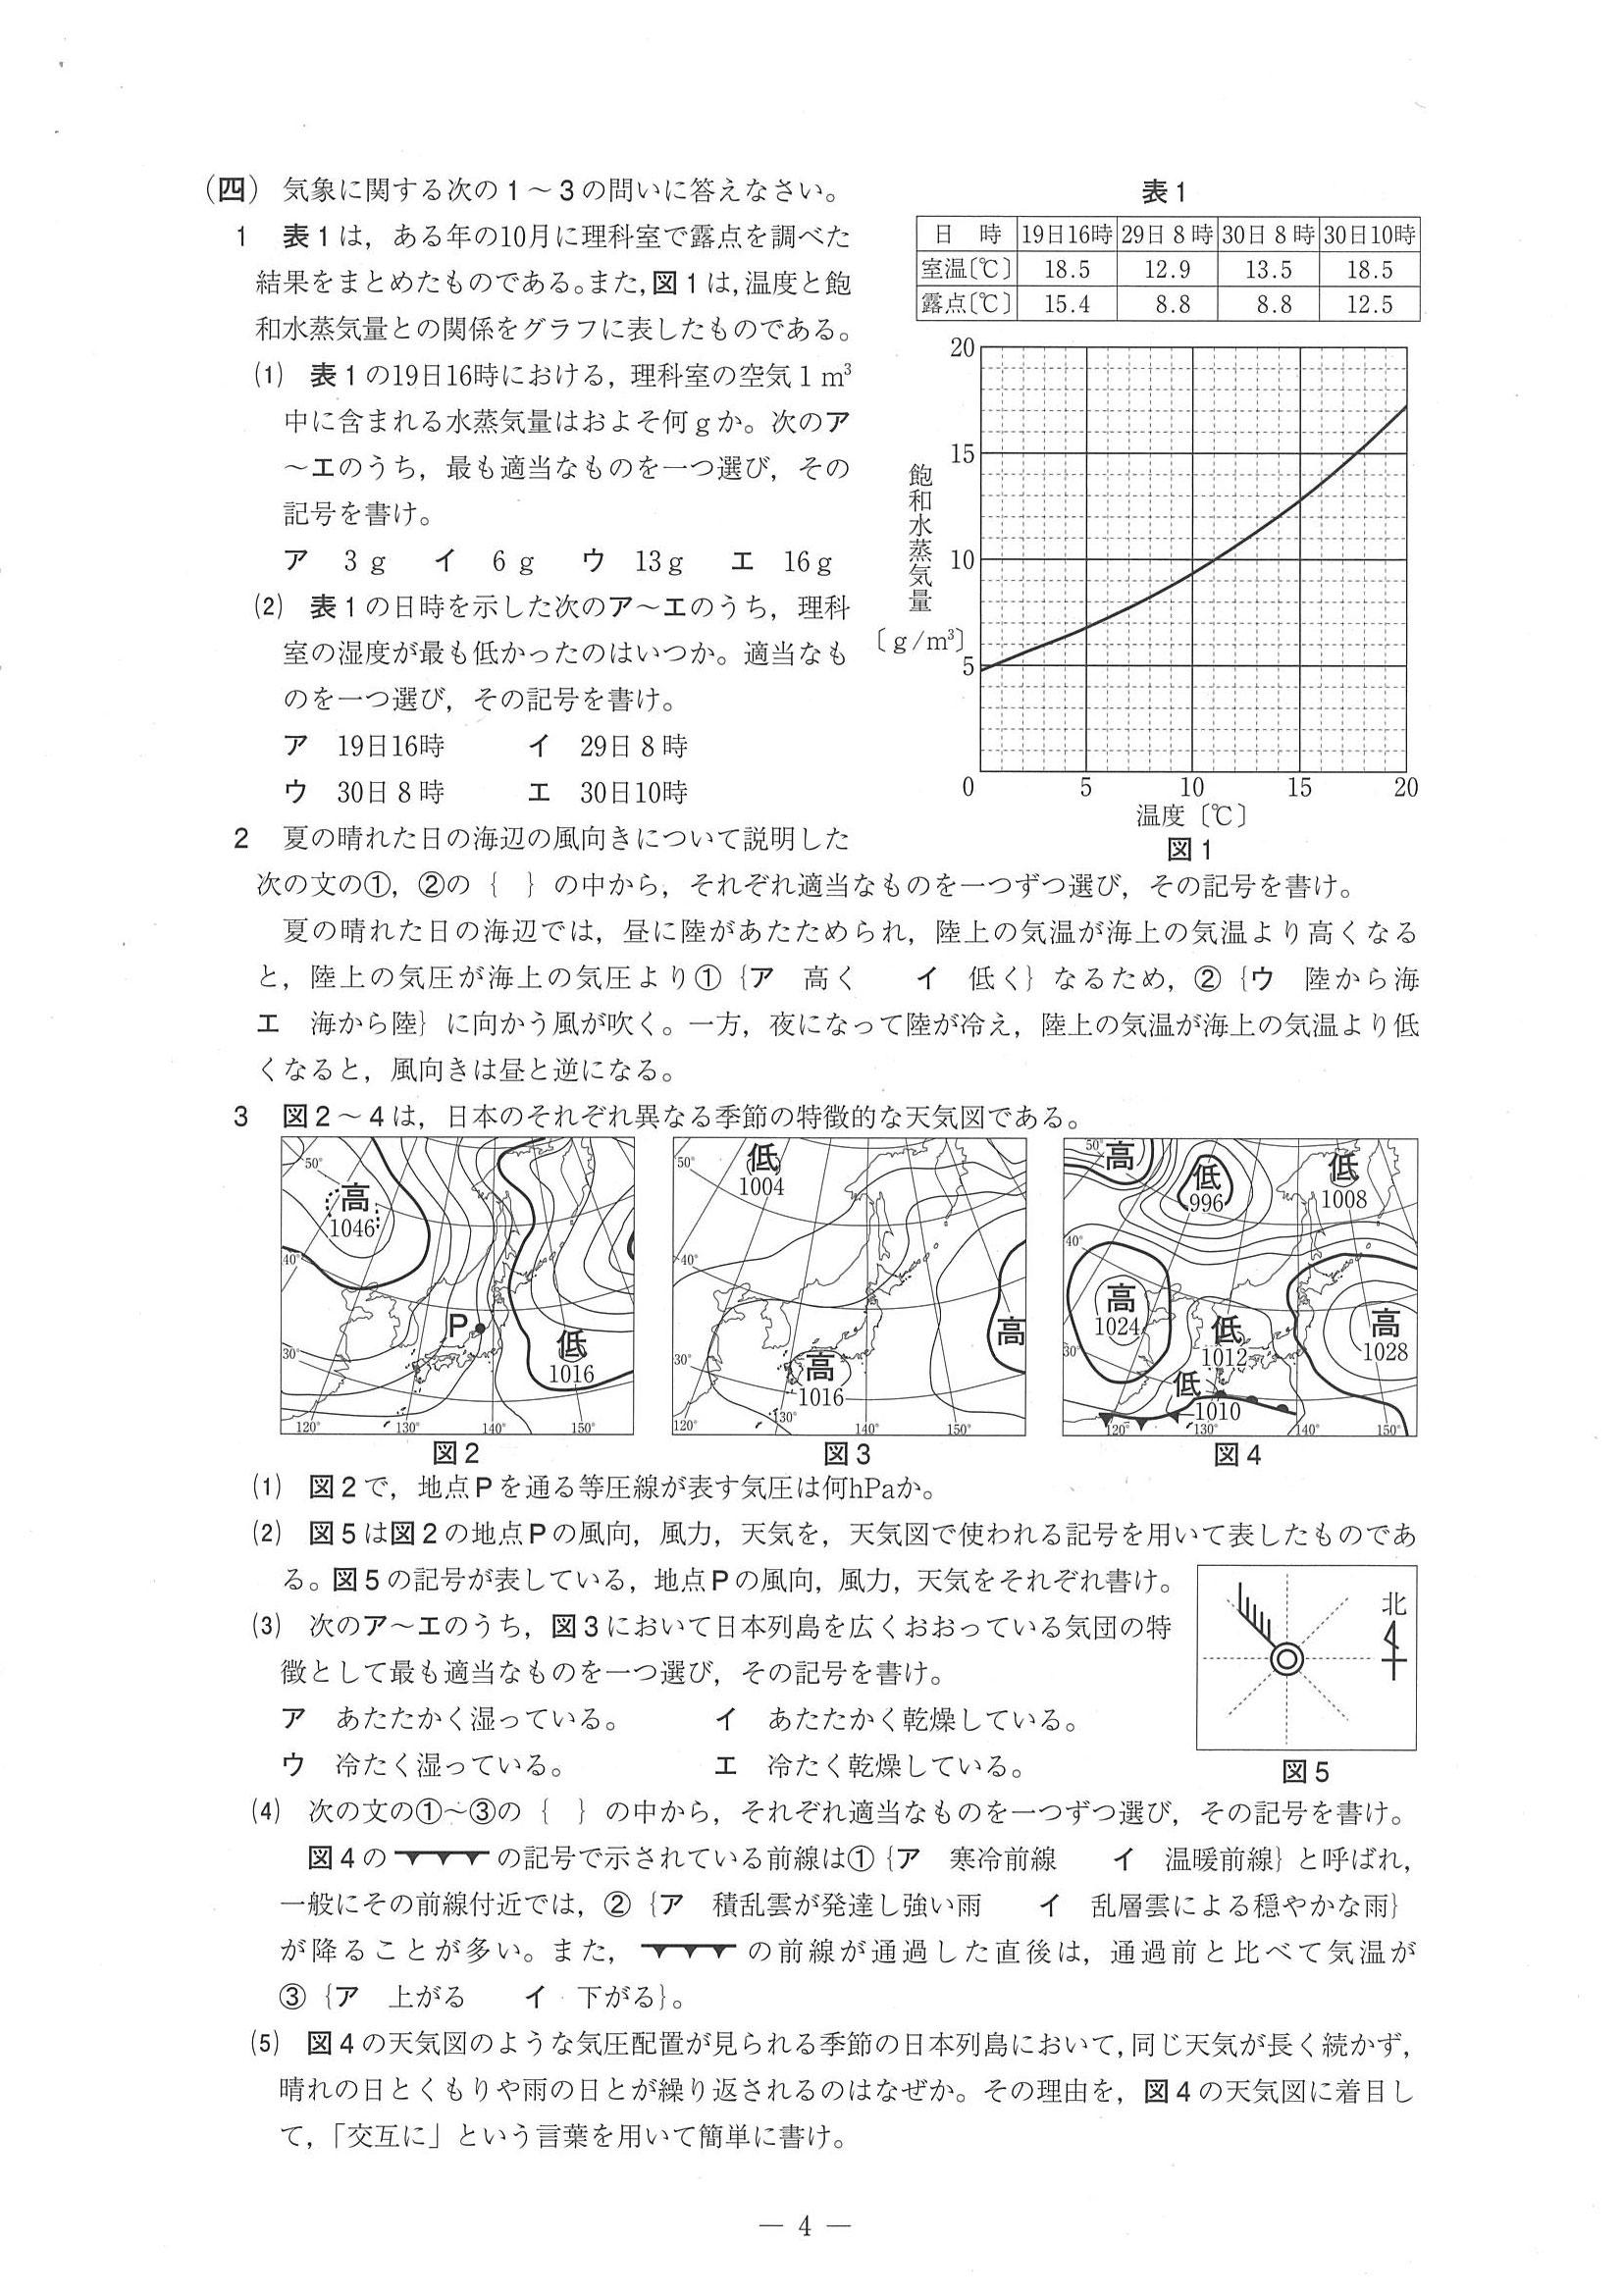 (四) 気象に関する次の1～3の問いに答えなさい。
1 表1は，ある年の10月に理科室で露点を調べた
結果をまとめたものである。また，図1は，温度と飽
和水蒸気量との関係をグラフに表したものである。
(1) 表1の19日16時における，理科室の空気1m³
中に含まれる水蒸気量はおよそ何gか。次のア
～エのうち，最も適当なものを一つ選び，その
記号を書け。
ア 3g イ 6g ウ 13g エ 16g
(2) 表1の日時を示した次のア～エのうち，理科
室の湿度が最も低かったのはいつか。適当なも
のを一つ選び，その記号を書け。
ア 19日16時 イ 29日8時
ウ 30日8時 エ 30日10時
表1
日 時 19日16時 29日8時 30日8時 30日10時
室温〔℃〕 18.5 12.9 13.5 18.5
露点〔℃〕 15.4 8.8 8.8 12.5
20
15
10
5
0 5 10 15 20
飽和水蒸気量
〔g/m³〕
温度〔℃〕
図1
2 夏の晴れた日の海辺の風向きについて説明した
次の文の①，②の｛ ｝の中から，それぞれ適当なものを一つずつ選び，その記号を書け。
夏の晴れた日の海辺では，昼に陸があたためられ，陸上の気温が海上の気温より高くなる
と，陸上の気圧が海上の気圧より①｛ア 高く イ 低く｝なるため，②｛ウ 陸から海
エ 海から陸｝に向かう風が吹く。一方，夜になって陸が冷え，陸上の気温が海上の気温より低
くなると，風向きは昼と逆になる。
3 図2～4は，日本のそれぞれ異なる季節の特徴的な天気図である。
50°
高
1046
40°
P
低
1016
30°
120° 130° 140° 150°
図2
50°
低
1004
40°
高
30°
高
1016
120° 130° 140° 150°
図3
50°
高
低
996
低
1008
40°
高
1024
低
1012
高
1028
30°
低
1010
120° 130° 140° 150°
図4
(1) 図2で，地点Pを通る等圧線が表す気圧は何hPaか。
(2) 図5は図2の地点Pの風向，風力，天気を，天気図で使われる記号を用いて表したものであ
る。図5の記号が表している，地点Pの風向，風力，天気をそれぞれ書け。
(3) 次のア～エのうち，図3において日本列島を広くおおっている気団の特
徴として最も適当なものを一つ選び，その記号を書け。
ア あたたかく湿っている。 イ あたたかく乾燥している。
ウ 冷たく湿っている。 エ 冷たく乾燥している。
北
図5
(4) 次の文の①～③の｛ ｝の中から，それぞれ適当なものを一つずつ選び，その記号を書け。
図4の の記号で示されている前線は①｛ア 寒冷前線 イ 温暖前線｝と呼ばれ，
一般にその前線付近では，②｛ア 積乱雲が発達し強い雨 イ 乱層雲による穏やかな雨｝
が降ることが多い。また， の前線が通過した直後は，通過前と比べて気温が
③｛ア 上がる イ 下がる｝。
(5) 図4の天気図のような気圧配置が見られる季節の日本列島において，同じ天気が長く続かず，
晴れの日とくもりや雨の日とが繰り返されるのはなぜか。その理由を，図4の天気図に着目し
て，「交互に」という言葉を用いて簡単に書け。
— 4 —